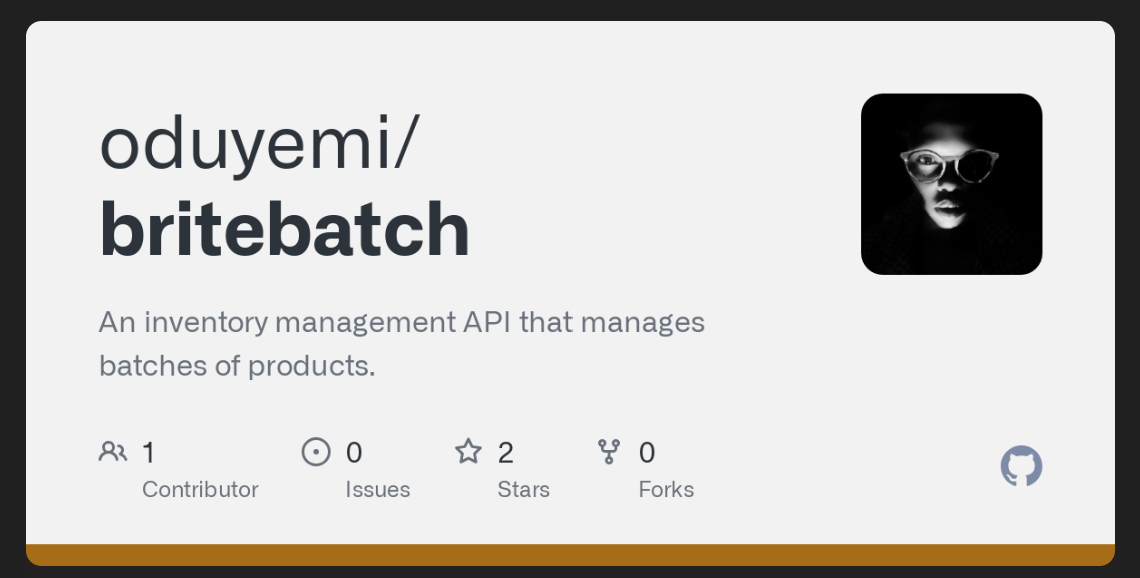 oduyemi/
britebatch
An inventory management API that manages
batches of products.
1 0 2 0
Contributor Issues Stars Forks